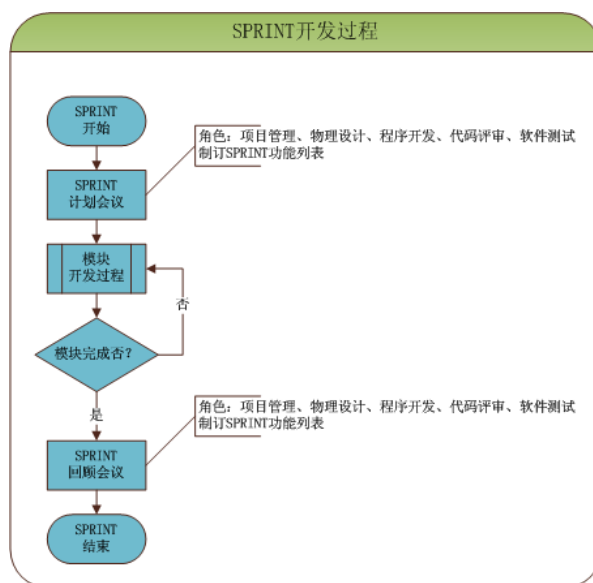 SPRINT开发过程
SPRINT
开始
角色：项目管理、物理设计、程序开发、代码评审、软件测试
制订SPRINT功能列表
SPRINT
计划会议
模块
开发过程
否
模块完成否？
是
角色：项目管理、物理设计、程序开发、代码评审、软件测试
制订SPRINT功能列表
SPRINT
回顾会议
SPRINT
结束